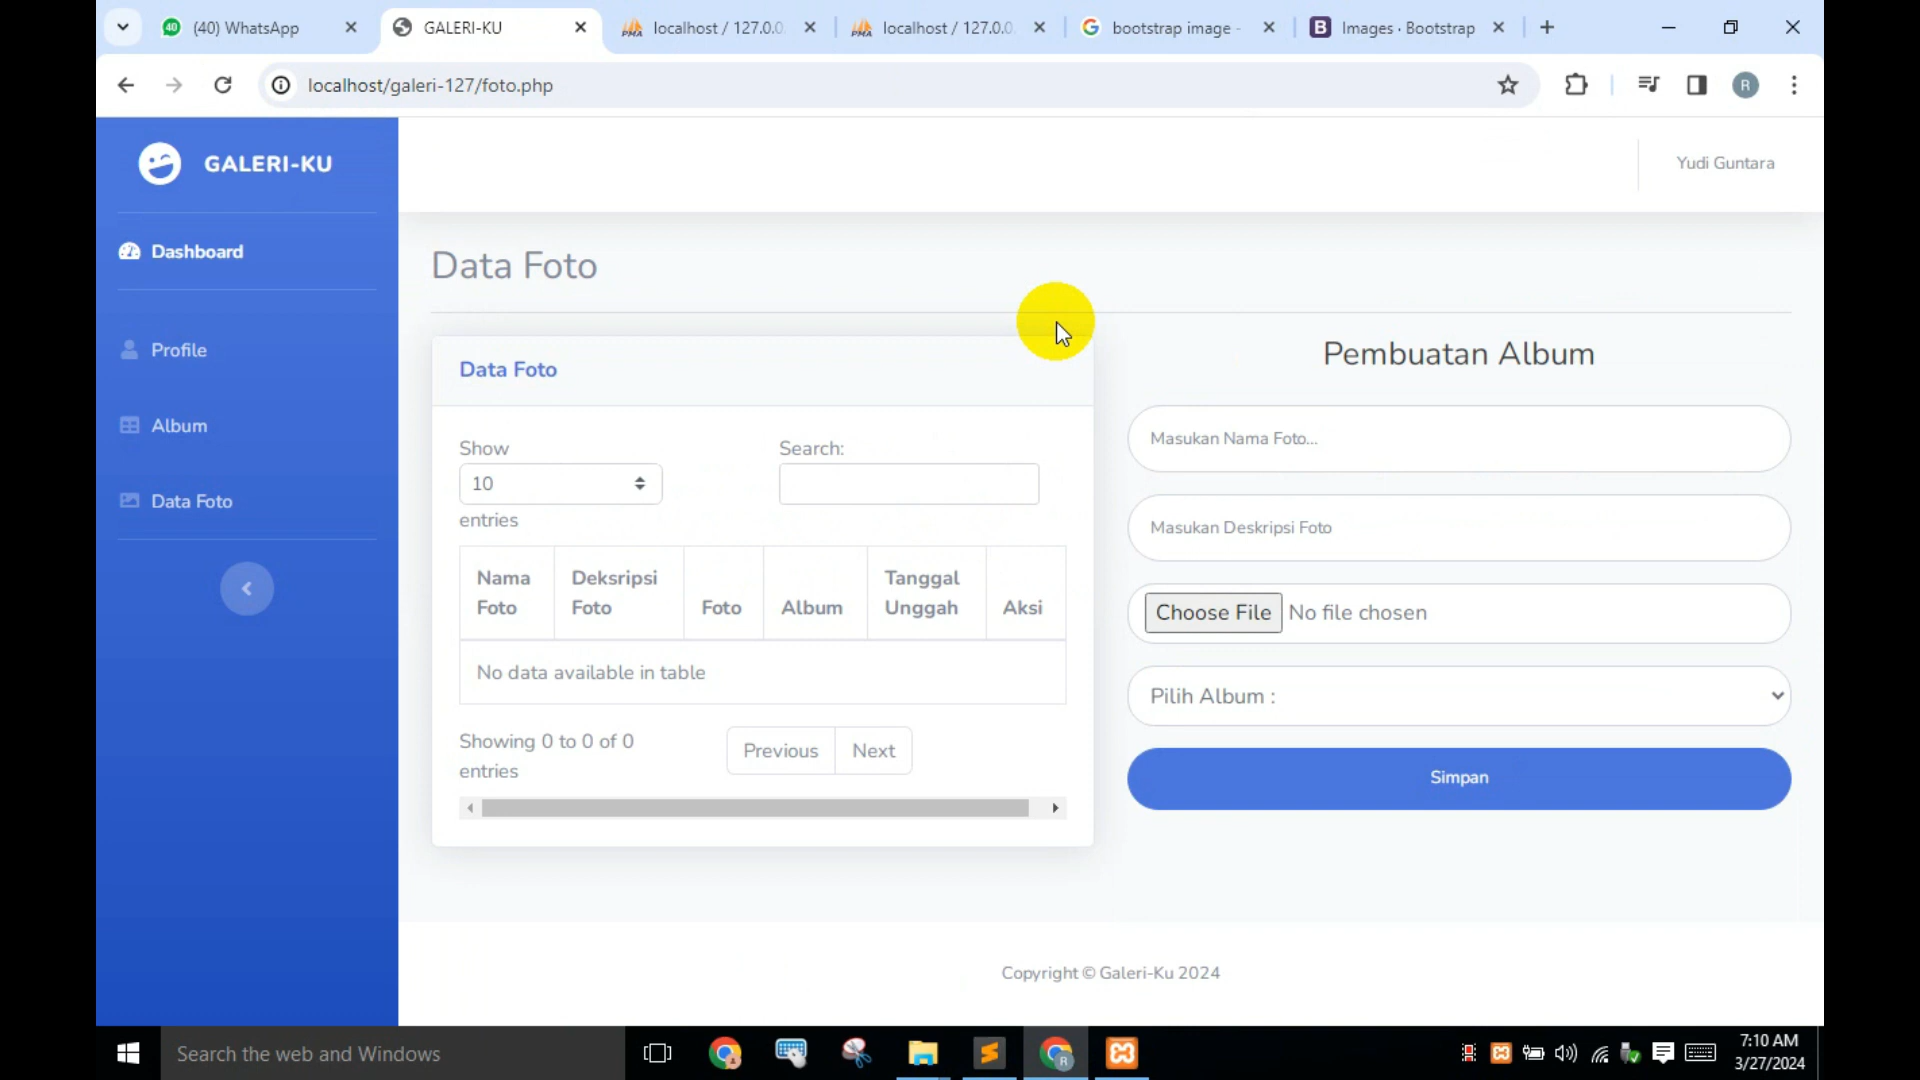 40
(40) WhatsApp
GALERI-KU
PMA
localhost / 127.0.0.
PMA
localhost / 127.0.0.
bootstrap image -
B
Images · Bootstrap
localhost/galeri-127/foto.php
R
GALERI-KU
Yudi Guntara
Dashboard
Profile
Album
Data Foto
Data Foto
Data Foto
Show
10
entries
Search:
Nama Foto
Deksripsi Foto
Foto
Album
Tanggal Unggah
Aksi
No data available in table
Showing 0 to 0 of 0
entries
Previous
Next
Pembuatan Album
Masukan Nama Foto...
Masukan Deskripsi Foto
Choose File No file chosen
Pilih Album :
Simpan
Copyright © Galeri-Ku 2024
Search the web and Windows
R
7:10 AM
3/27/2024